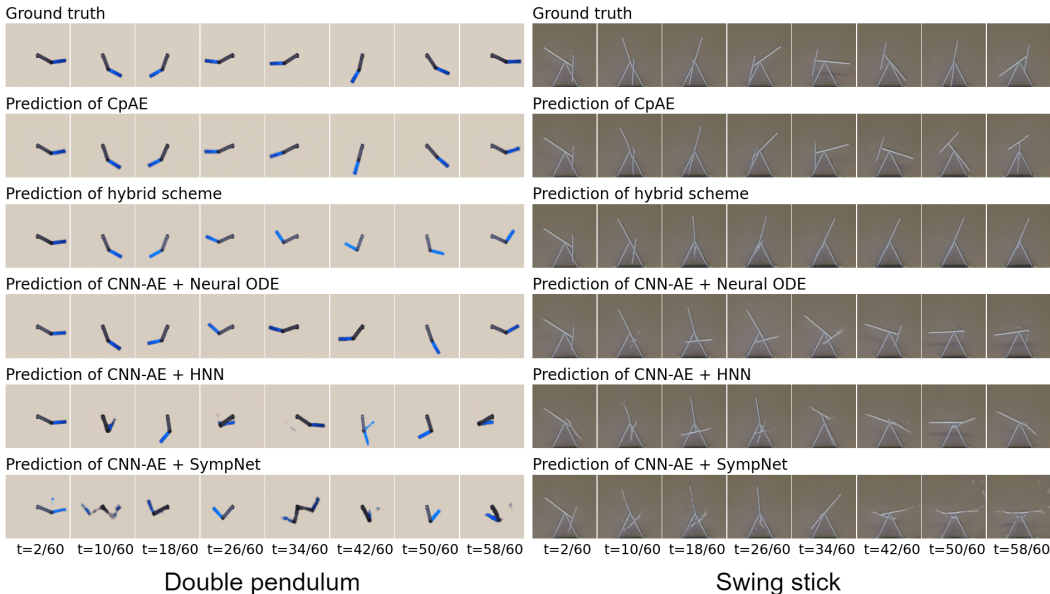 Ground truth
Prediction of CpAE
Prediction of hybrid scheme
Prediction of CNN-AE + Neural ODE
Prediction of CNN-AE + HNN
Prediction of CNN-AE + SympNet
t=2/60 t=10/60 t=18/60 t=26/60 t=34/60 t=42/60 t=50/60 t=58/60
Double pendulum
Ground truth
Prediction of CpAE
Prediction of hybrid scheme
Prediction of CNN-AE + Neural ODE
Prediction of CNN-AE + HNN
Prediction of CNN-AE + SympNet
t=2/60 t=10/60 t=18/60 t=26/60 t=34/60 t=42/60 t=50/60 t=58/60
Swing stick